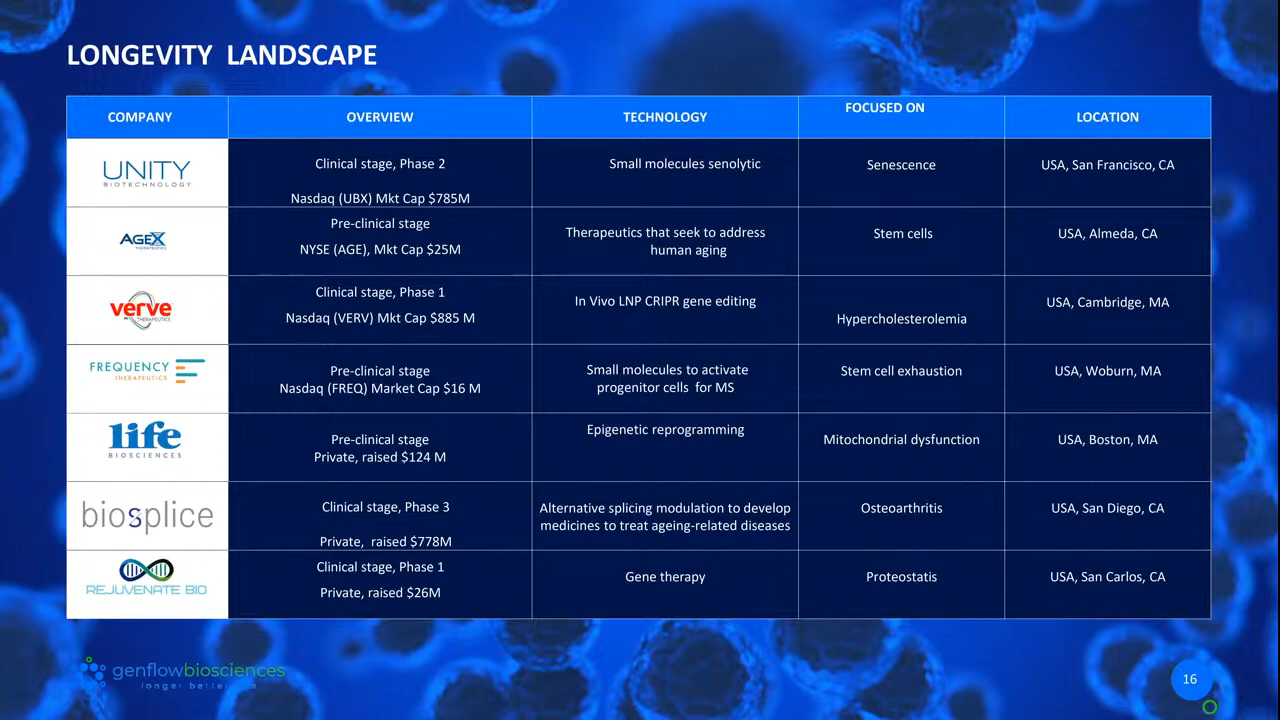 LONGEVITY LANDSCAPE
COMPANY
OVERVIEW
TECHNOLOGY
FOCUSED ON
LOCATION
UNITY
BIOTECHNOLOGY
Clinical stage, Phase 2
Nasdaq (UBX) Mkt Cap $785M
Small molecules senolytic
Senescence
USA, San Francisco, CA
AGEX
THERAPEUTICS
Pre-clinical stage
NYSE (AGE), Mkt Cap $25M
Therapeutics that seek to address
human aging
Stem cells
USA, Almeda, CA
verve
THERAPEUTICS
Clinical stage, Phase 1
Nasdaq (VERV) Mkt Cap $885 M
In Vivo LNP CRIPR gene editing
Hypercholesterolemia
USA, Cambridge, MA
FREQUENCY
THERAPEUTICS
Pre-clinical stage
Nasdaq (FREQ) Market Cap $16 M
Small molecules to activate
progenitor cells for MS
Stem cell exhaustion
USA, Woburn, MA
life
BIOSCIENCES
Pre-clinical stage
Private, raised $124 M
Epigenetic reprogramming
Mitochondrial dysfunction
USA, Boston, MA
biosplice
Clinical stage, Phase 3
Private, raised $778M
Alternative splicing modulation to develop
medicines to treat ageing-related diseases
Osteoarthritis
USA, San Diego, CA
REJUVENATE BIO
Clinical stage, Phase 1
Private, raised $26M
Gene therapy
Proteostatis
USA, San Carlos, CA
genflowbiosciences
longer better
16